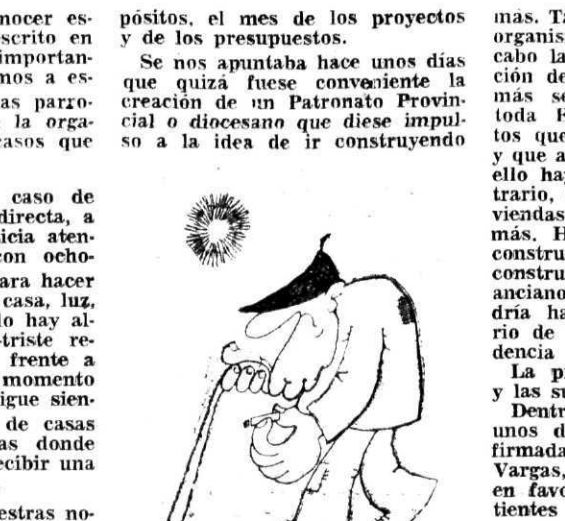 nocer es-
scrito en
importan-
mos a es-
as parro-
la orga-
casos que
caso de
directa, a
icia aten-
con ocho-
ara hacer
casa, luz,
lo hay al-
triste re-
frente a
momento
igue sien-
de casas
as donde
ecibir una
estras no-
pósitos, el mes de los proyectos
y de los presupuestos.
Se nos apuntaba hace unos días
que quizá fuese conveniente la
creación de un Patronato Provin-
cial o diocesano que diese impul-
so a la idea de ir construyendo
más. Ta
organis
cabo la
ción de
más se
toda E
tos que
y que a
ello hay
trario,
viendas
más. H
constru
constru
anciano
dría ha
rio de
dencia
La p
y las su
Dentr
unos d
firmada
Vargas,
en favo
tientes